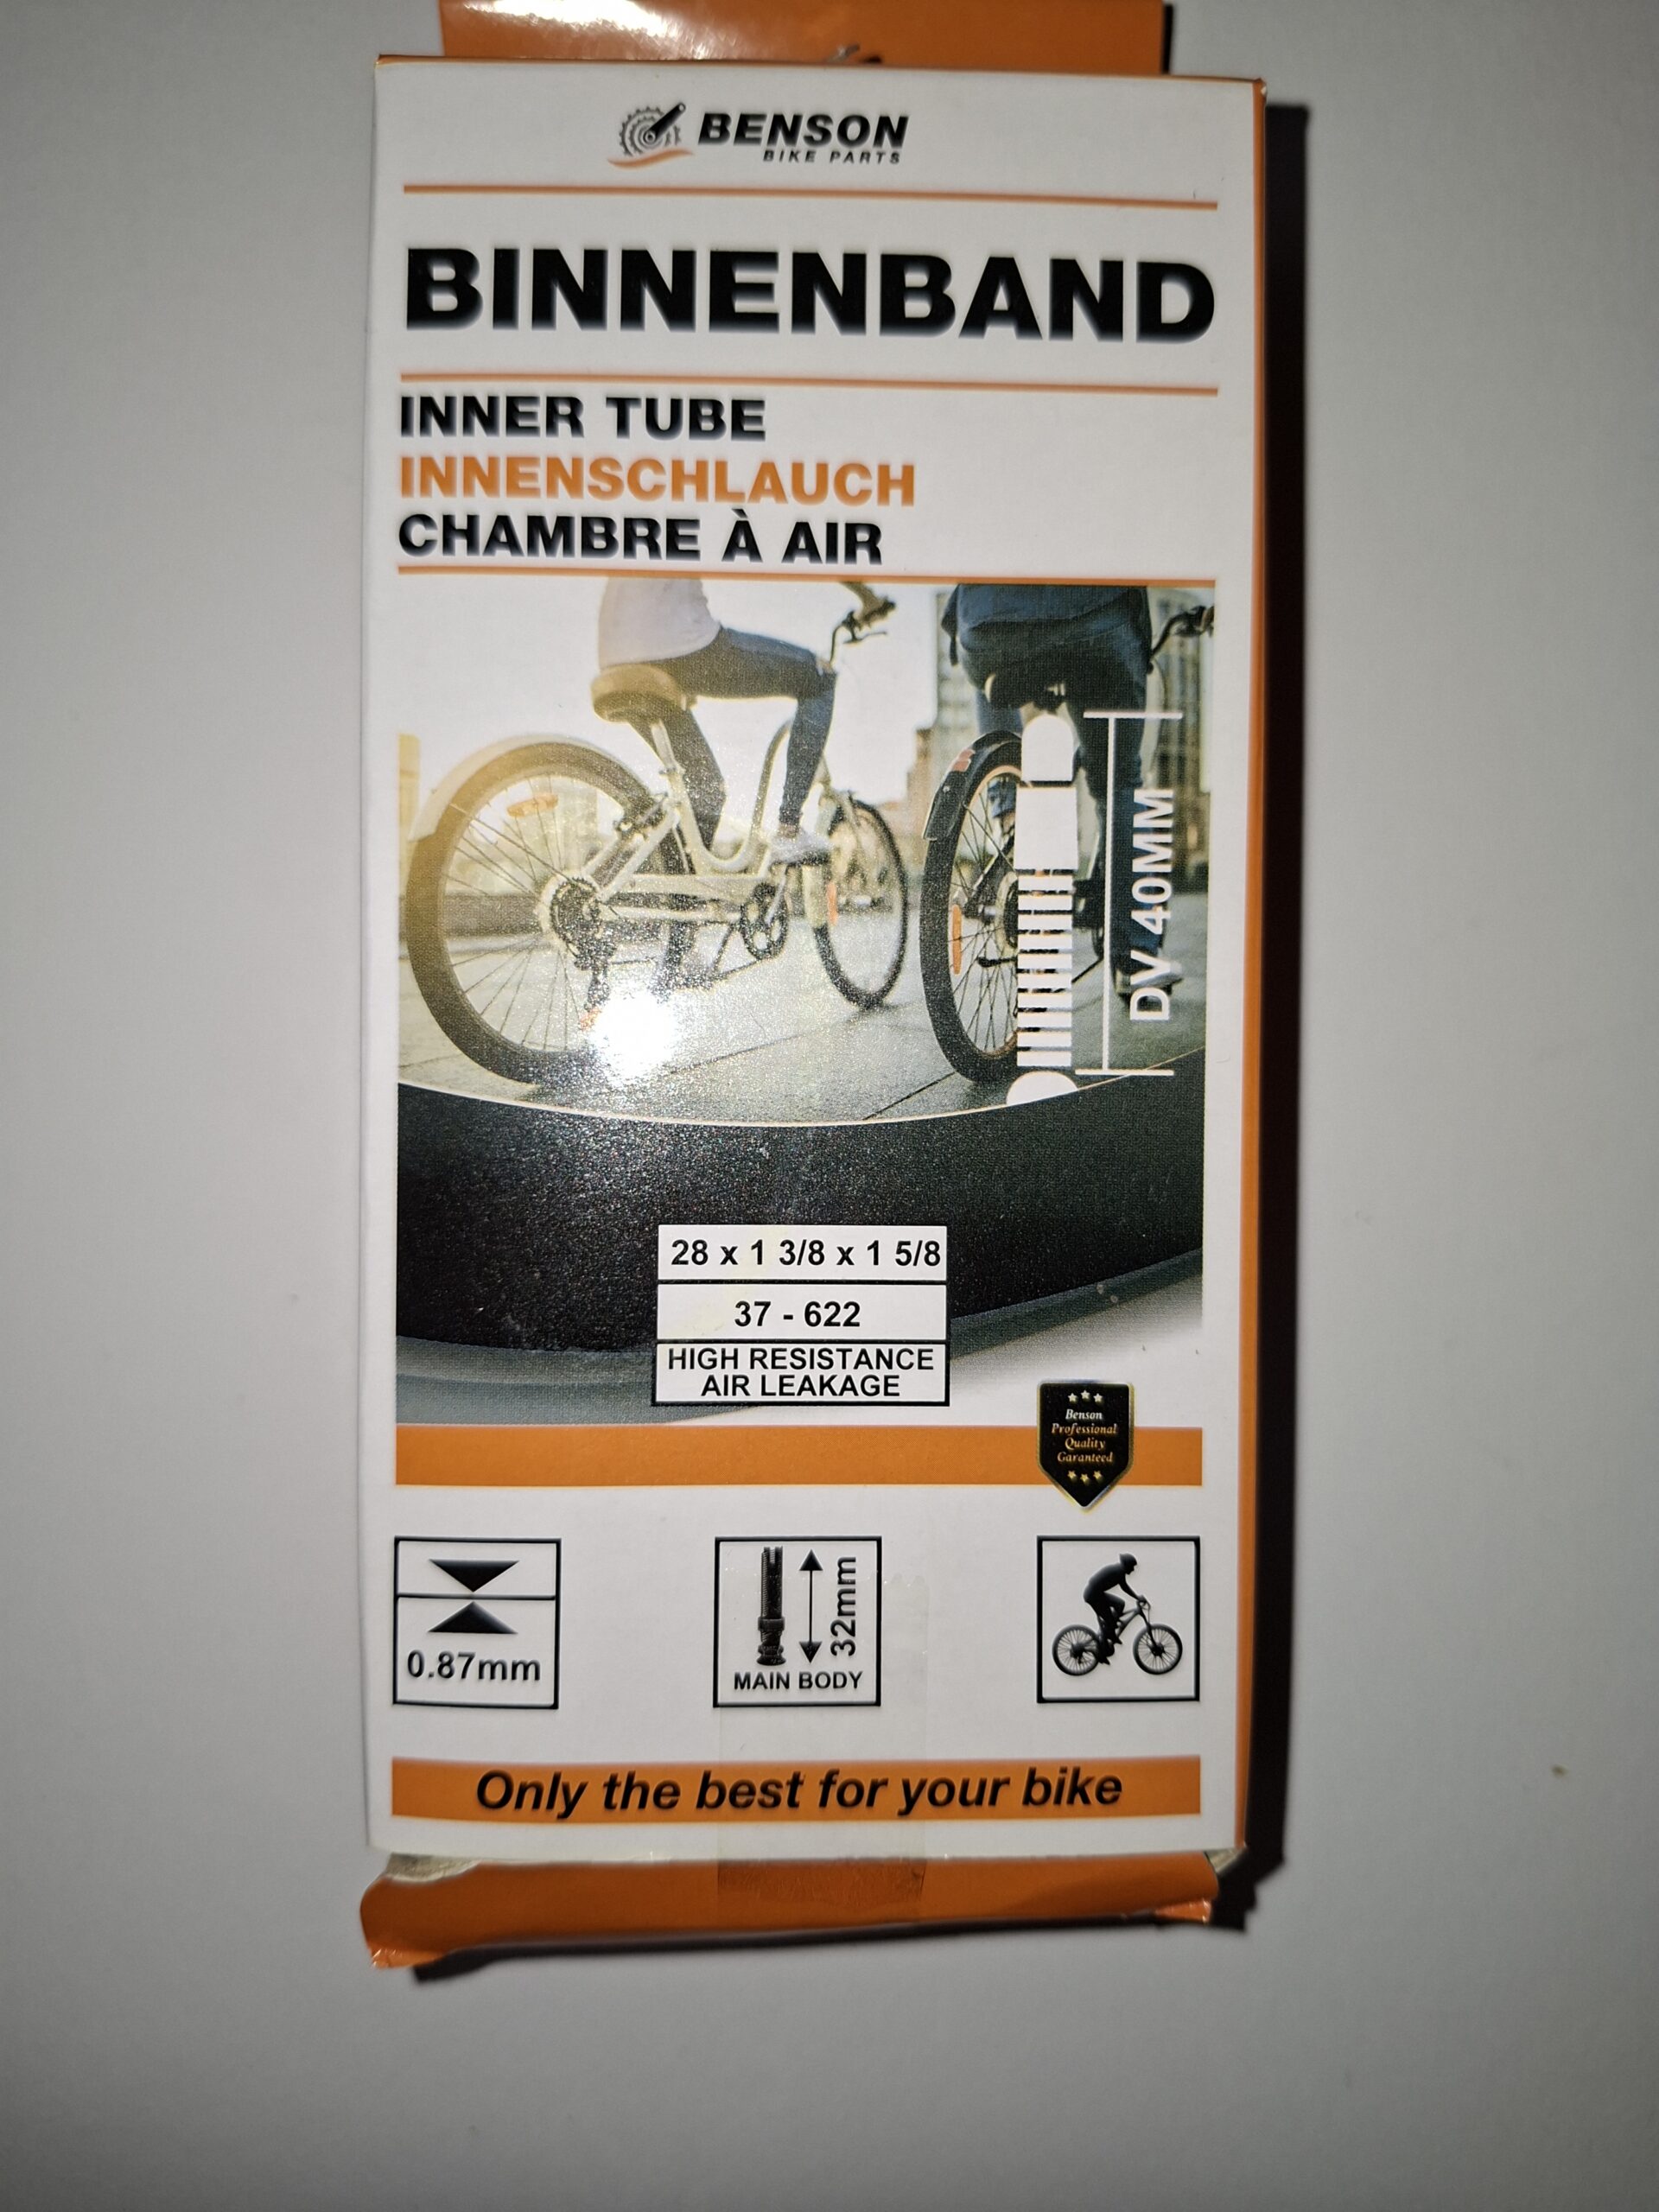 BENSON
BIKE PARTS
BINNENBAND
INNER TUBE
INNENSCHLAUCH
CHAMBRE À AIR
DV 40MM
28 x 1 3/8 x 1 5/8
37 - 622
HIGH RESISTANCE
AIR LEAKAGE
Benson
Professional
Quality
Garanteed
0.87mm
32mm
MAIN BODY
Only the best for your bike